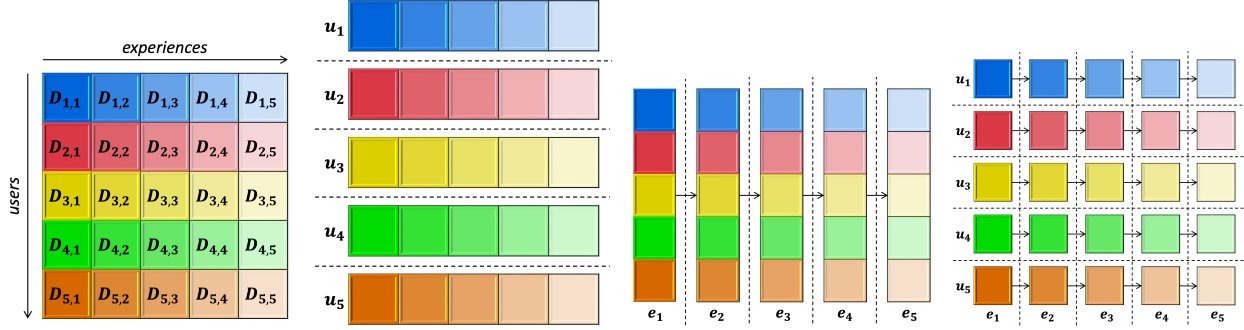 experiences
users
D1,1 D1,2 D1,3 D1,4 D1,5
D2,1 D2,2 D2,3 D2,4 D2,5
D3,1 D3,2 D3,3 D3,4 D3,5
D4,1 D4,2 D4,3 D4,4 D4,5
D5,1 D5,2 D5,3 D5,4 D5,5
u1
u2
u3
u4
u5
e1 e2 e3 e4 e5
u1
u2
u3
u4
u5
e1 e2 e3 e4 e5